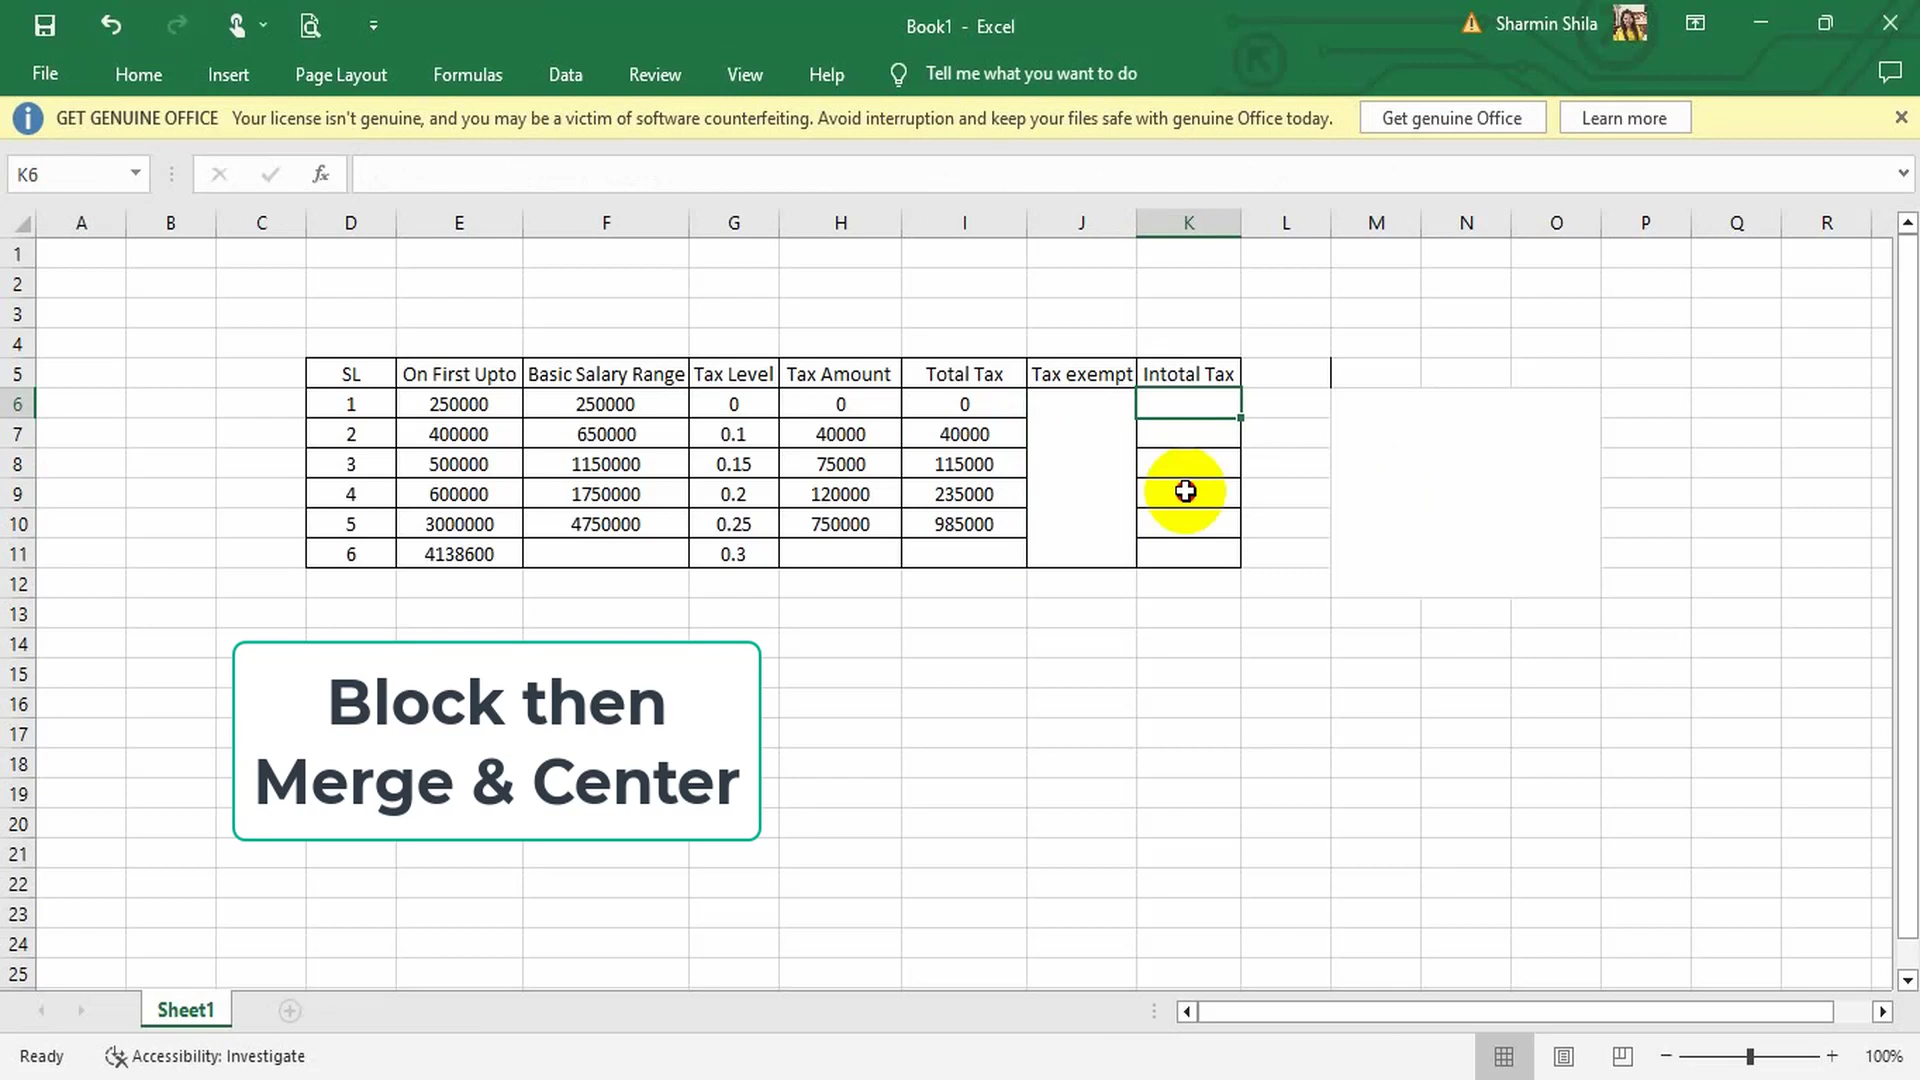 Book1 - Excel
Sharmin Shila
File Home Insert Page Layout Formulas Data Review View Help Tell me what you want to do
GET GENUINE OFFICE Your license isn't genuine, and you may be a victim of software counterfeiting. Avoid interruption and keep your files safe with genuine Office today. Get genuine Office Learn more
K6 fx
A B C D E F G H I J K L M N O P Q R
1
2
3
4
5 SL On First Upto Basic Salary Range Tax Level Tax Amount Total Tax Tax exempt Intotal Tax
6 1 250000 250000 0 0 0
7 2 400000 650000 0.1 40000 40000
8 3 500000 1150000 0.15 75000 115000
9 4 600000 1750000 0.2 120000 235000
10 5 3000000 4750000 0.25 750000 985000
11 6 4138600 0.3
12
13
14
15
16
17
18
19
20
21
22
23
24
25
Block then
Merge & Center
Sheet1
Ready Accessibility: Investigate 100%